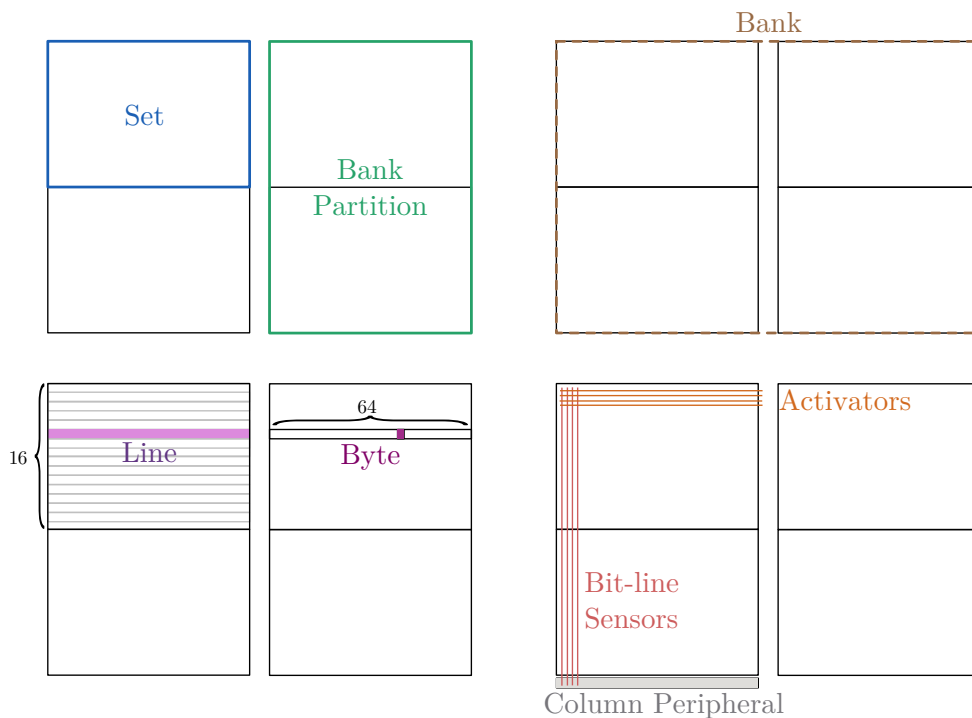 Bank
Set
Bank
Partition
64
Activators
16
Line
Byte
Bit-line
Sensors
Column Peripheral